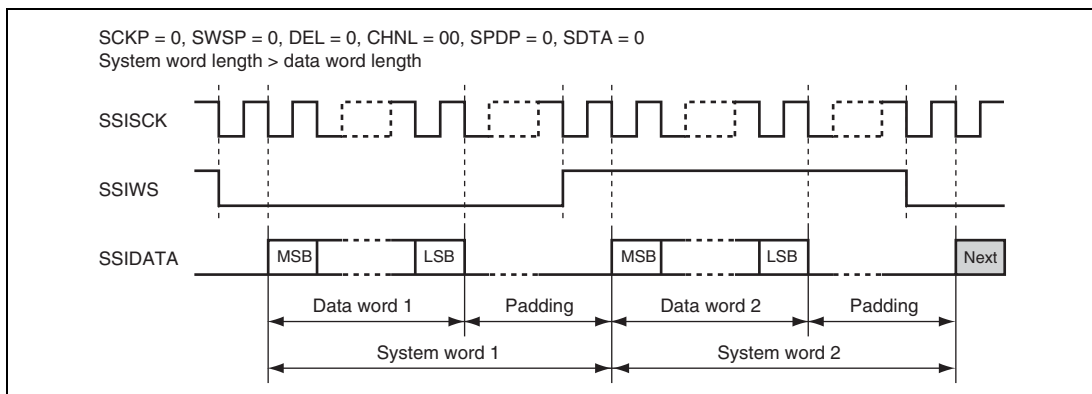 SCKP = 0, SWSP = 0, DEL = 0, CHNL = 00, SPDP = 0, SDTA = 0
System word length > data word length
SSISCK
SSIWS
SSIDATA
MSB
LSB
MSB
LSB
Next
Data word 1
Padding
Data word 2
Padding
System word 1
System word 2